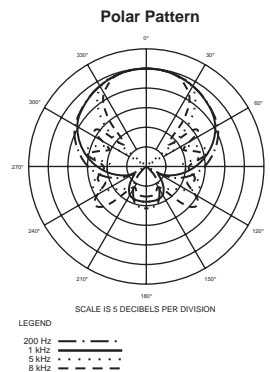 Polar Pattern
0°
330°
30°
300°
60°
270°
240°
120°
210°
150°
180°
SCALE IS 5 DECIBELS PER DIVISION
LEGEND
200 Hz
1 kHz
5 kHz
8 kHz